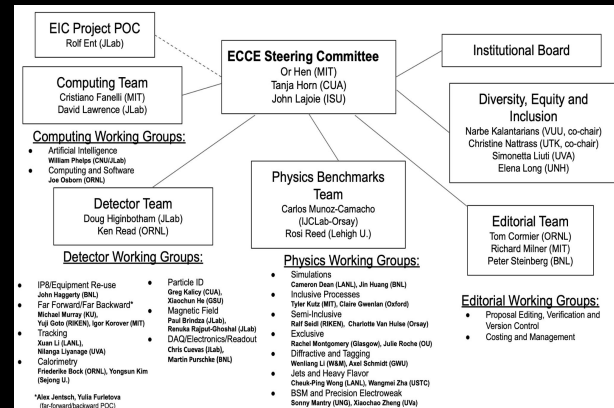 EIC Project POC
Rolf Ent (JLab)
ECCE Steering Committee
Or Hen (MIT)
Tanja Horn (CUA)
John Lajoie (ISU)
Institutional Board
Computing Team
Cristiano Fanelli (MIT)
David Lawrence (JLab)
Diversity, Equity and
Inclusion
Narbe Kalantarians (VUU, co-chair)
Christine Nattrass (UTK, co-chair)
Simonetta Liuti (UVA)
Elena Long (UNH)
Computing Working Groups:
• Artificial Intelligence
William Phelps (CNU/JLab)
• Computing and Software
Joe Osborn (ORNL)
Detector Team
Doug Higinbotham (JLab)
Ken Read (ORNL)
Physics Benchmarks
Team
Carlos Munoz-Camacho
(IJCLab-Orsay)
Rosi Reed (Lehigh U.)
Editorial Team
Tom Cormier (ORNL)
Richard Milner (MIT)
Peter Steinberg (BNL)
Detector Working Groups:
• IP8/Equipment Re-use
John Haggerty (BNL)
• Far Forward/Far Backward*
Michael Murray (KU),
Yuji Goto (RIKEN), Igor Korover (MIT)
• Tracking
Xuan Li (LANL),
Nilanga Liyanage (UVA)
• Calorimetry
Friederike Bock (ORNL), Yongsun Kim
(Sejong U.)
*Alex Jentsch, Yulia Furletova
(far-forward/backward POC)
• Particle ID
Greg Kalicy (CUA),
Xiaochun He (GSU)
• Magnetic Field
Paul Brindza (JLab),
Renuka Rajput-Ghoshal (JLab)
• DAQ/Electronics/Readout
Chris Cuevas (JLab),
Martin Purschke (BNL)
Physics Working Groups:
• Simulations
Cameron Dean (LANL), Jin Huang (BNL)
• Inclusive Processes
Tyler Kutz (MIT), Claire Gwenlan (Oxford)
• Semi-Inclusive
Ralf Seidl (RIKEN), Charlotte Van Hulse (Orsay)
• Exclusive
Rachel Montgomery (Glasgow), Julie Roche (OU)
• Diffractive and Tagging
Wenliang Li (W&M), Axel Schmidt (GWU)
• Jets and Heavy Flavor
Cheuk-Ping Wong (LANL), Wangmei Zha (USTC)
• BSM and Precision Electroweak
Sonny Mantry (UNG), Xiaochao Zheng (UVa)
Editorial Working Groups:
• Proposal Editing, Verification and
Version Control
• Costing and Management